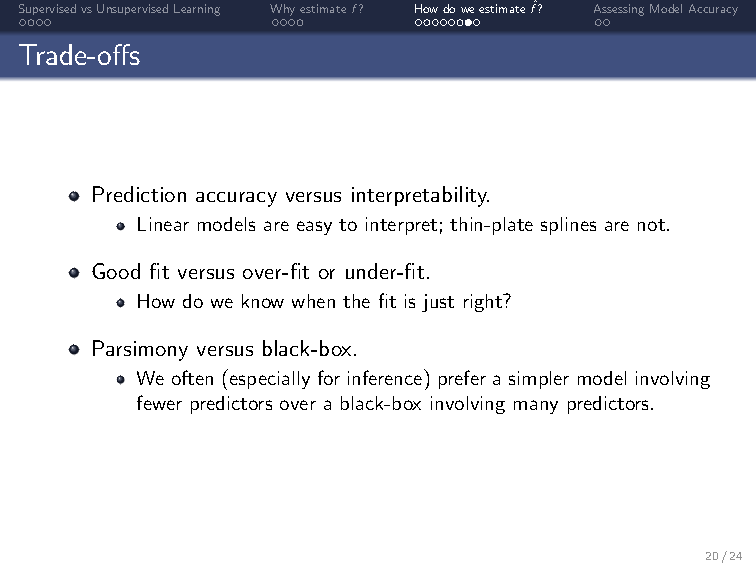 Supervised vs Unsupervised Learning Why estimate f? How do we estimate f̂? Assessing Model Accuracy
Trade-offs
Prediction accuracy versus interpretability.
Linear models are easy to interpret; thin-plate splines are not.
Good fit versus over-fit or under-fit.
How do we know when the fit is just right?
Parsimony versus black-box.
We often (especially for inference) prefer a simpler model involving
fewer predictors over a black-box involving many predictors.
20 / 24